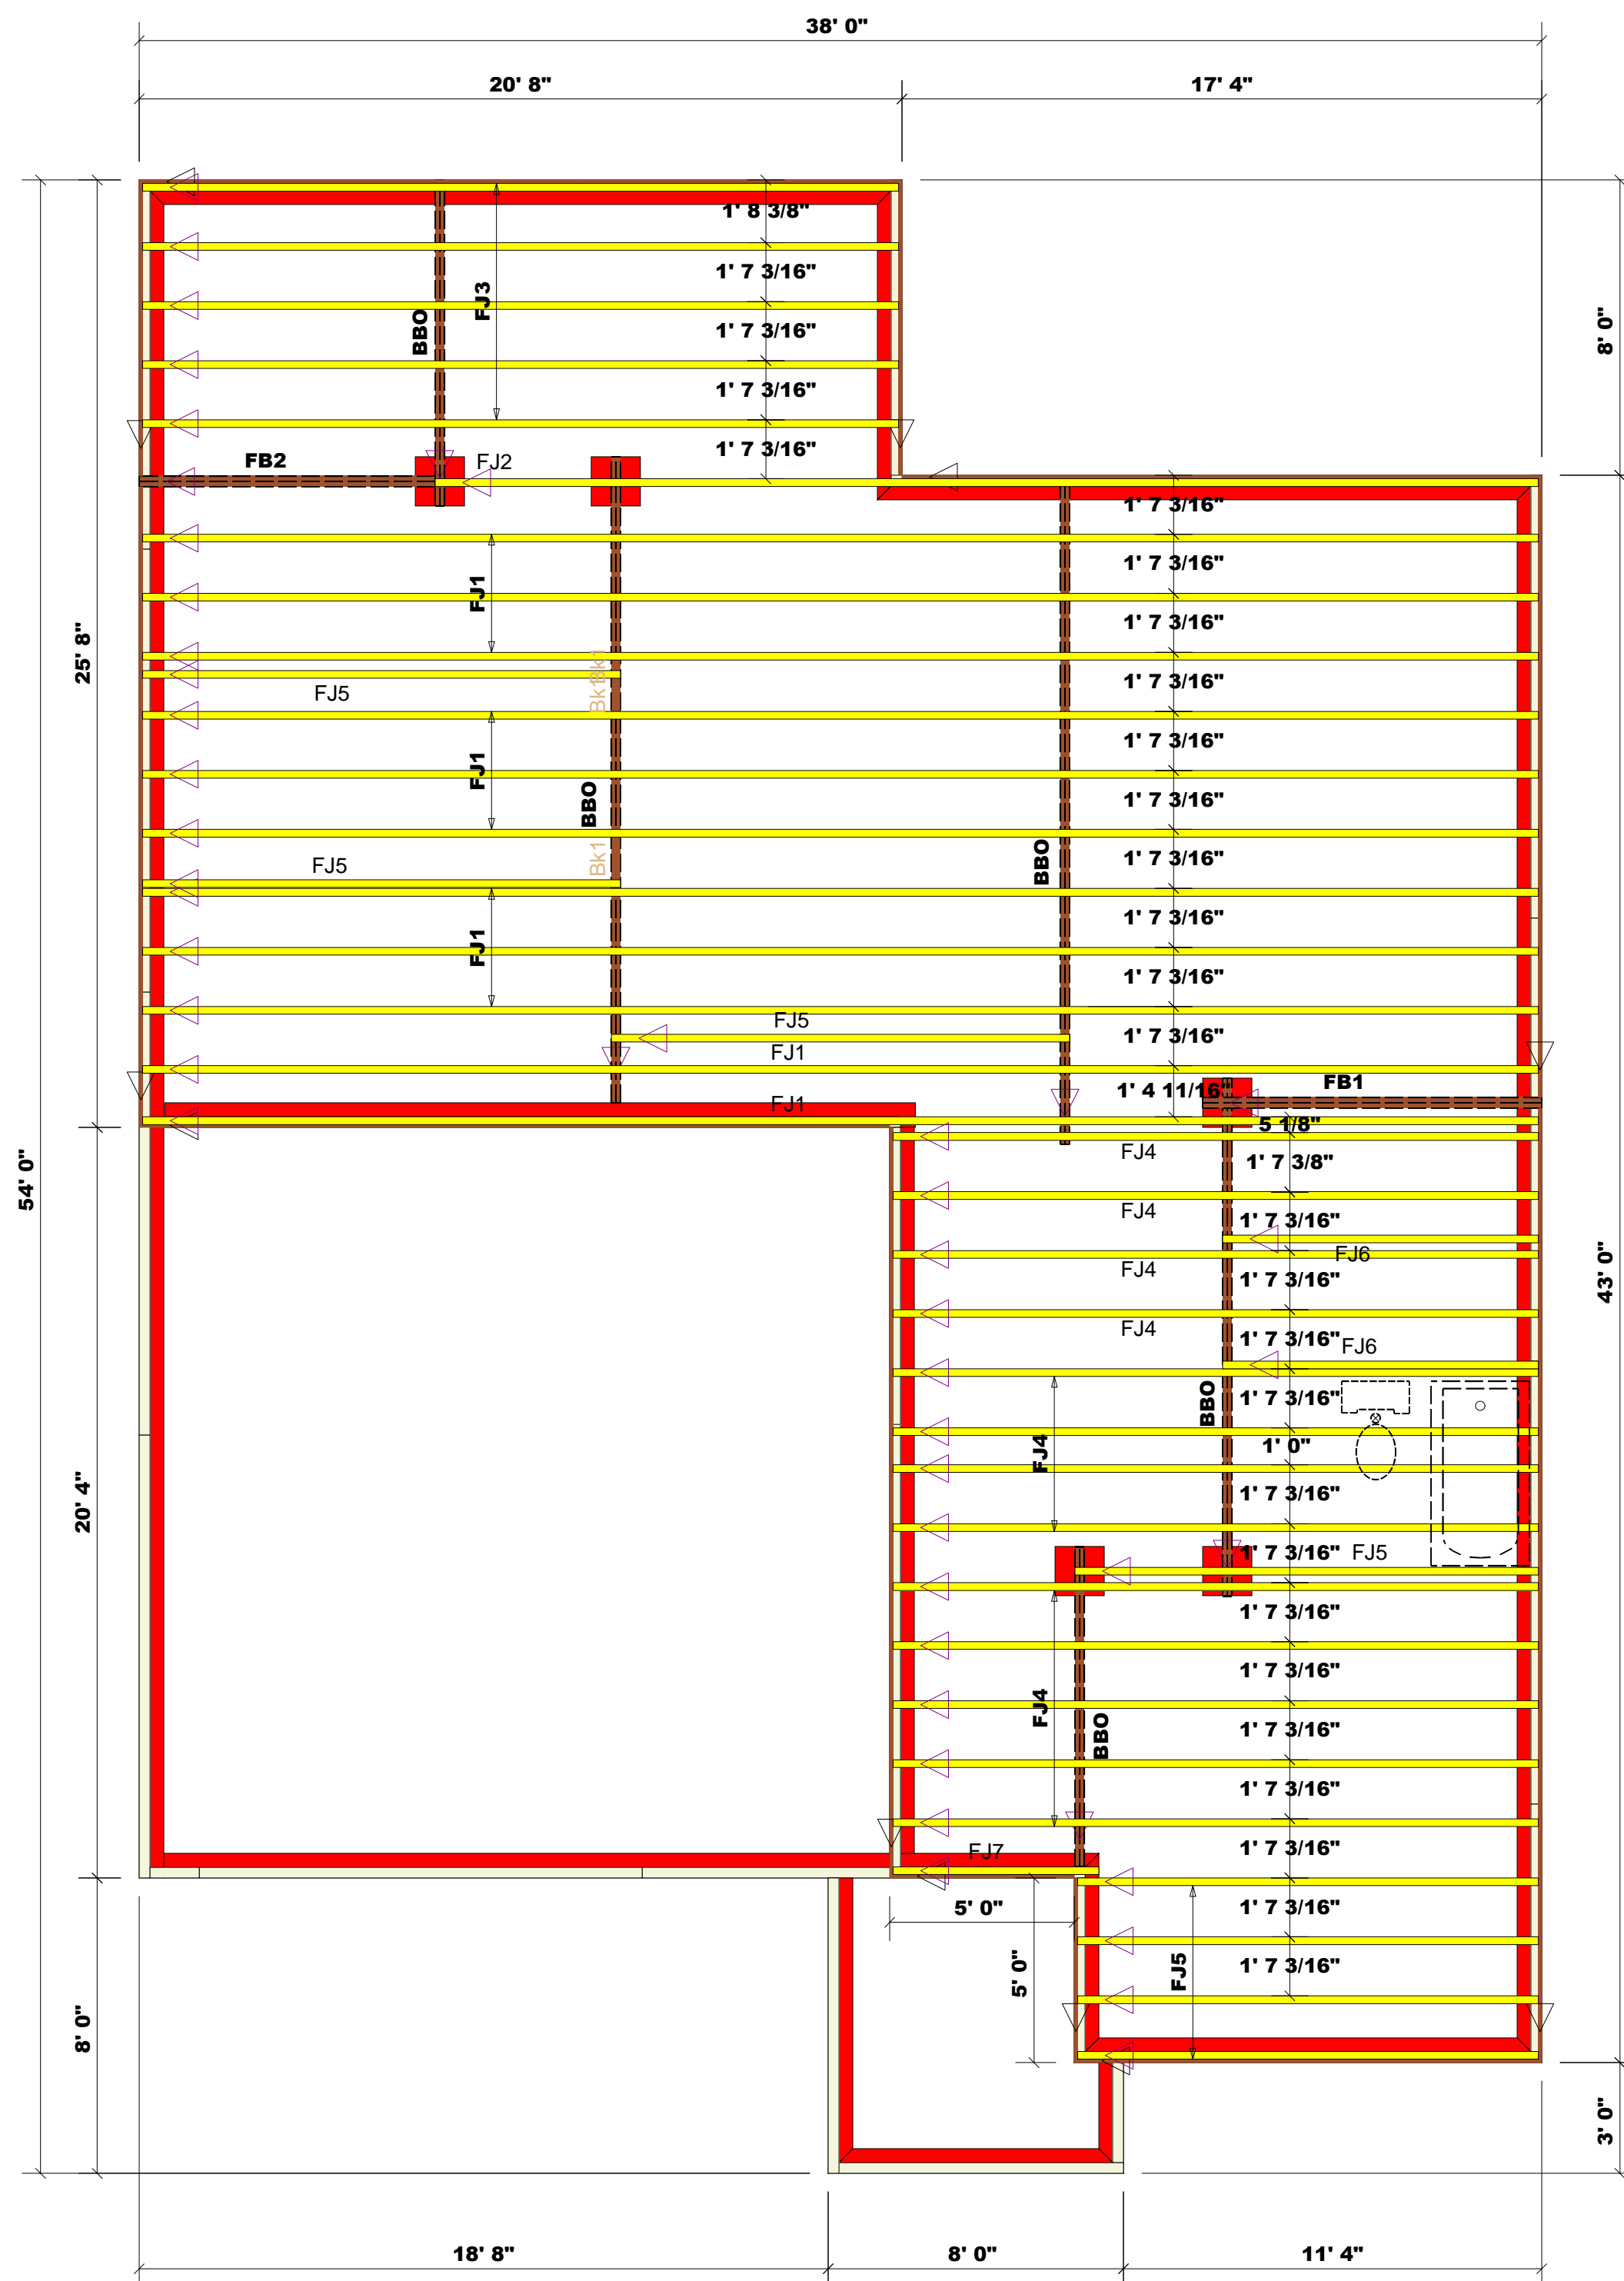 38' 0"
20' 8"
17' 4"
1' 8 3/8"
1' 7 3/16"
FJ3
BBO
1' 7 3/16"
8' 0"
1' 7 3/16"
1' 7 3/16"
FB2
FJ2
1' 7 3/16"
1' 7 3/16"
FJ1
1' 7 3/16"
25' 8"
Bk1
Bk1
1' 7 3/16"
FJ5
1' 7 3/16"
FJ1
BBO
1' 7 3/16"
FJ5
Bk1
BBO
1' 7 3/16"
1' 7 3/16"
FJ1
1' 7 3/16"
FJ5
1' 7 3/16"
FJ1
1' 4 11/16"
FB1
FJ1
5 1/8"
FJ4
1' 7 3/8"
54' 0"
FJ4
1' 7 3/16"
FJ6
FJ4
1' 7 3/16"
43' 0"
FJ4
1' 7 3/16"
FJ6
BBO
1' 7 3/16"
FJ4
1' 0"
20' 4"
1' 7 3/16"
1' 7 3/16"
FJ5
1' 7 3/16"
1' 7 3/16"
FJ4
BBO
1' 7 3/16"
1' 7 3/16"
FJ7
1' 7 3/16"
5' 0"
1' 7 3/16"
5' 0"
FJ5
1' 7 3/16"
8' 0"
3' 0"
18' 8"
8' 0"
11' 4"